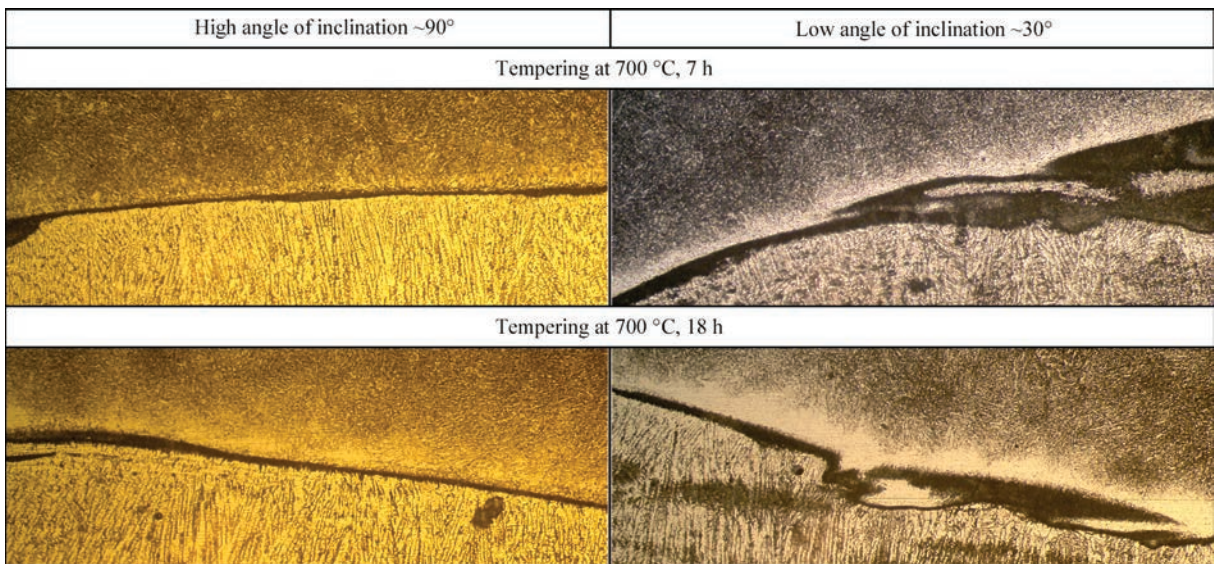 High angle of inclination ~90°
Low angle of inclination ~30°
Tempering at 700 °C, 7 h
Tempering at 700 °C, 18 h